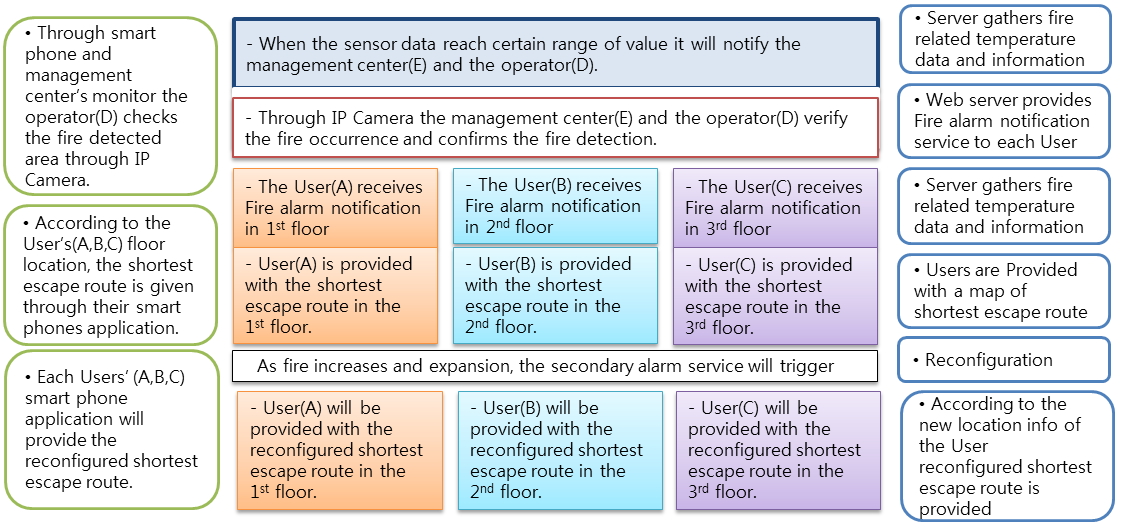 • Through smart
phone and
management
center's monitor the
operator(D) checks
the fire detected
area through IP
Camera.
• According to the
User's(A,B,C) floor
location, the shortest
escape route is given
through their smart
phones application.
• Each Users' (A,B,C)
smart phone
application will
provide the
reconfigured shortest
escape route.
- When the sensor data reach certain range of value it will notify the
management center(E) and the operator(D).
- Through IP Camera the management center(E) and the operator(D) verify
the fire occurrence and confirms the fire detection.
- The User(A) receives
Fire alarm notification
in 1st floor
- The User(B) receives
Fire alarm notification
in 2nd floor
- The User(C) receives
Fire alarm notification
in 3rd floor
- User(A) is provided
with the shortest
escape route in the
1st floor.
- User(B) is provided
with the shortest
escape route in the
2nd floor.
- User(C) is provided
with the shortest
escape route in the
3rd floor.
As fire increases and expansion, the secondary alarm service will trigger
- User(A) will be
provided with the
reconfigured shortest
escape route in the
1st floor.
- User(B) will be
provided with the
reconfigured shortest
escape route in the
2nd floor.
- User(C) will be
provided with the
reconfigured shortest
escape route in the
3rd floor.
• Server gathers fire
related temperature
data and information
• Web server provides
Fire alarm notification
service to each User
• Server gathers fire
related temperature
data and information
• Users are Provided
with a map of
shortest escape route
• Reconfiguration
• According to the
new location info of
the User
reconfigured shortest
escape route is
provided